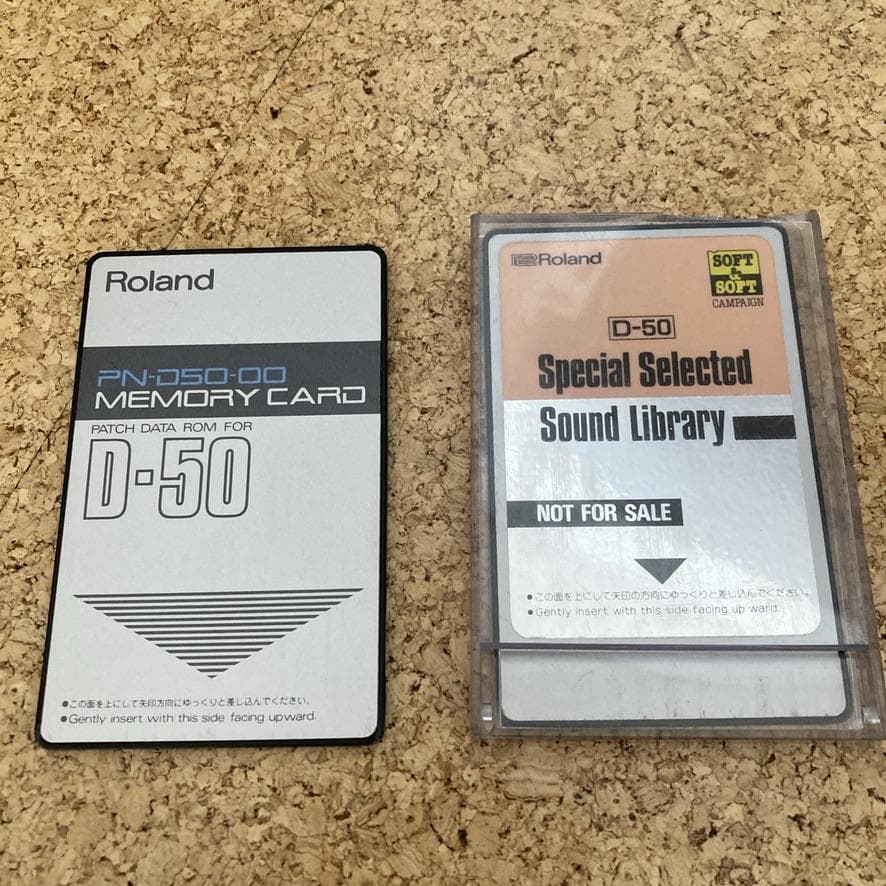 Roland
PN-D50-00
MEMORY CARD
PATCH DATA ROM FOR
D-50
●この面を上にして矢印方向にゆっくりと差し込んでください。
●Gently insert with this side facing upward.
Roland
SOFT
&
SOFT
CAMPAIGN
D-50
Special Selected
Sound Library
NOT FOR SALE
●この面を上にして矢印の方向にゆっくりと差し込んでください。
●Gently insert with this side facing up ward.